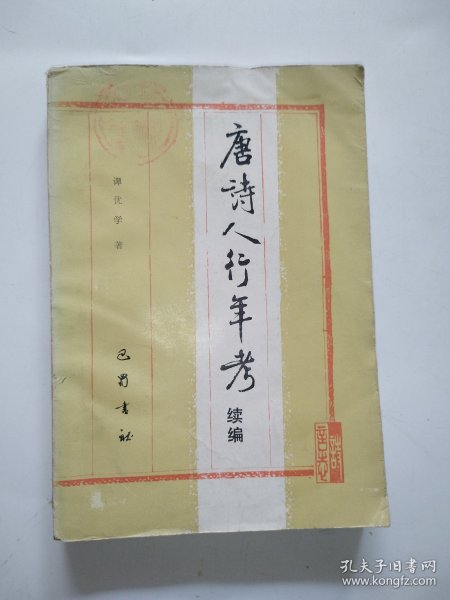 唐詩人行年考
续编
谭优学 著
巴蜀书社
孔夫子旧书网
www.kongfz.com